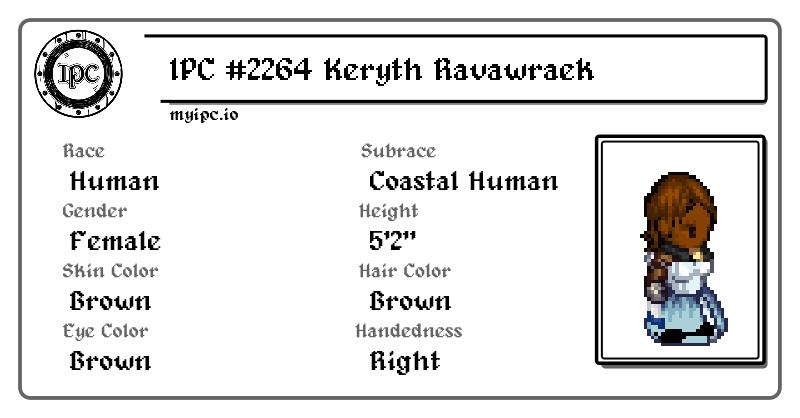 IPC
IPC #2264 Keryth Ravawraek
myipc.io
Race
Human
Subrace
Coastal Human
Gender
Female
Height
5'2"
Skin Color
Brown
Hair Color
Brown
Eye Color
Brown
Handedness
Right